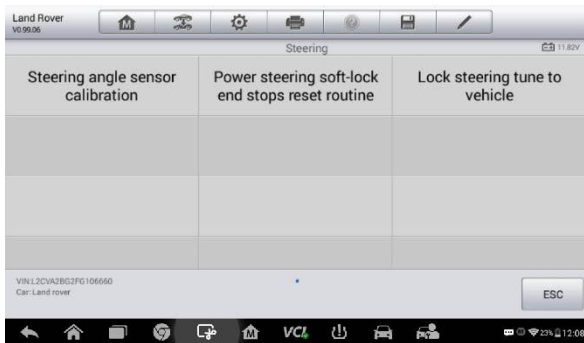 Land Rover
V0.99.06
Steering
11.82V
Steering angle sensor
calibration
Power steering soft-lock
end stops reset routine
Lock steering tune to
vehicle
VIN:L2CVA2BG2FG106660
Car: Land rover
ESC
M
M
VCI
23% 12:08